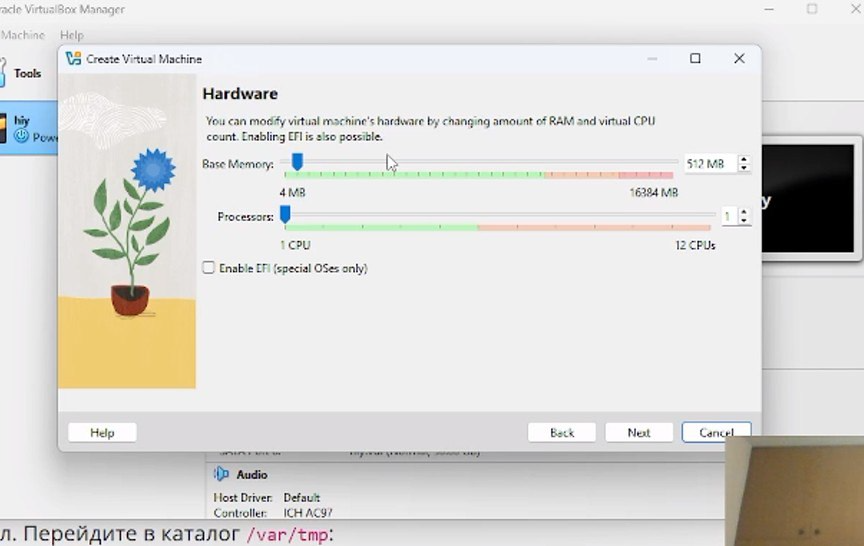 racle VirtualBox Manager
Machine Help
Tools
hiy
Powe
Create Virtual Machine
Hardware
You can modify virtual machine's hardware by changing amount of RAM and virtual CPU
count. Enabling EFI is also possible.
Base Memory: 512 MB
4 MB 16384 MB
Processors: 1
1 CPU 12 CPUs
Enable EFI (special OSes only)
y
Help Back Next Cancel
Audio
Host Driver: Default
Controller: ICH AC97
л. Перейдите в каталог /var/tmp: